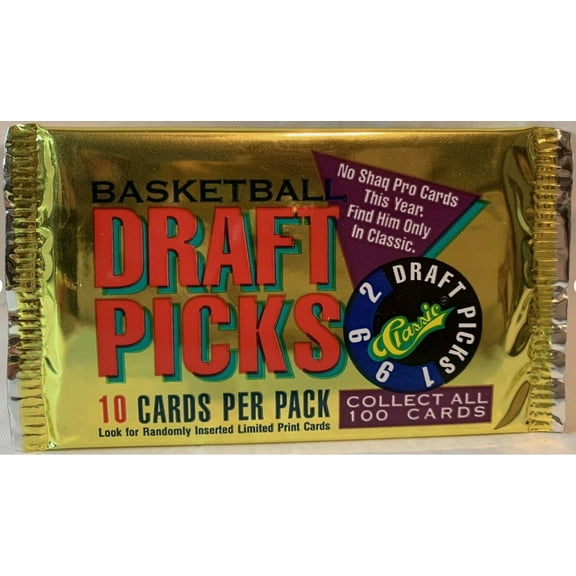 BASKETBALL
DRAFT
PICKS
10 CARDS PER PACK
Look for Randomly Inserted Limited Print Cards
No Shaq Pro Cards
This Year.
Find Him Only
In Classic.
1992 DRAFT PICKS
Classic ®
COLLECT ALL
100 CARDS